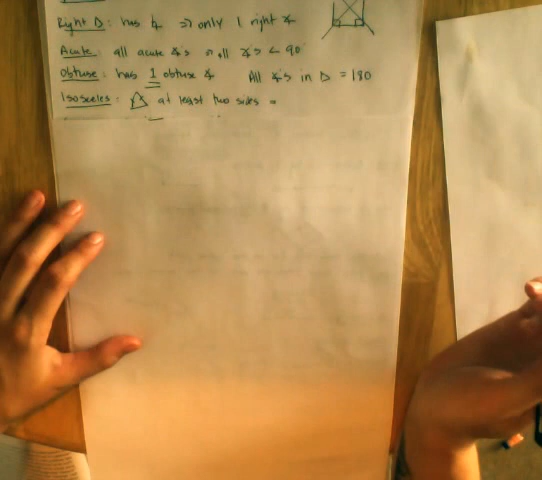 Right Δ: has ∟ => only 1 right ∡
Acute: all acute ∡'s all ∡'s < 90
Obtuse: has 1 obtuse ∡ All ∡'s in Δ = 180
Isosceles: △ at least two sides =